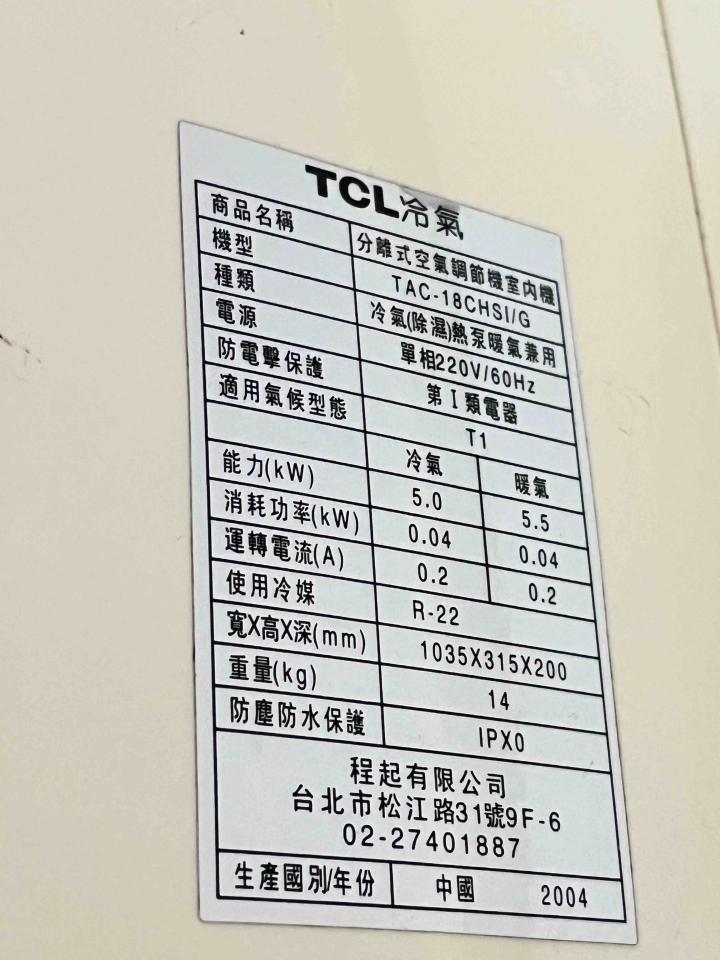 TCL冷氣
商品名稱 分離式空氣調節機室內機
機型 TAC-18CHSI/G
種類 冷氣(除濕)熱泵暖氣兼用
電源 單相220V/60Hz
防電擊保護 第I類電器
適用氣候型態 T1
冷氣 暖氣
能力(kW) 5.0 5.5
消耗功率(kW) 0.04 0.04
運轉電流(A) 0.2 0.2
使用冷媒 R-22
寬X高X深(mm) 1035X315X200
重量(kg) 14
防塵防水保護 IPX0
程起有限公司
台北市松江路31號9F-6
02-27401887
生產國別/年份 中國 2004